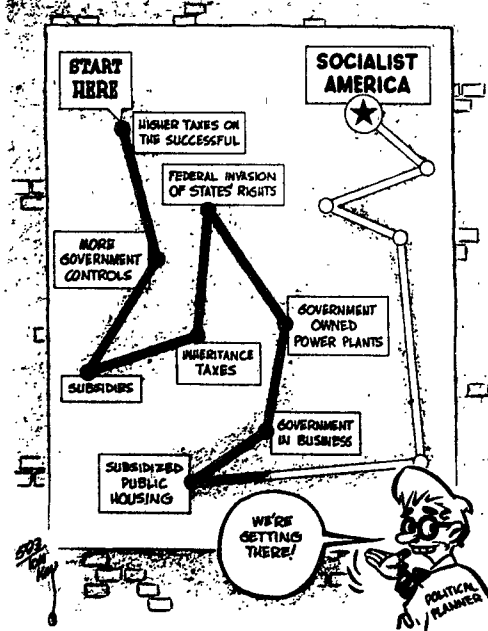 START
HERE
SOCIALIST
AMERICA
HIGHER TAXES ON
THE SUCCESSFUL
FEDERAL INVASION
OF STATES' RIGHTS
MORE
GOVERNMENT
CONTROLS
GOVERNMENT
OWNED
POWER PLANTS
INHERITANCE
TAXES
SUBSIDIES
GOVERNMENT
IN BUSINESS
SUBSIDIZED
PUBLIC
HOUSING
WE'RE
GETTING
THERE!
POLITICAL
PLANNER